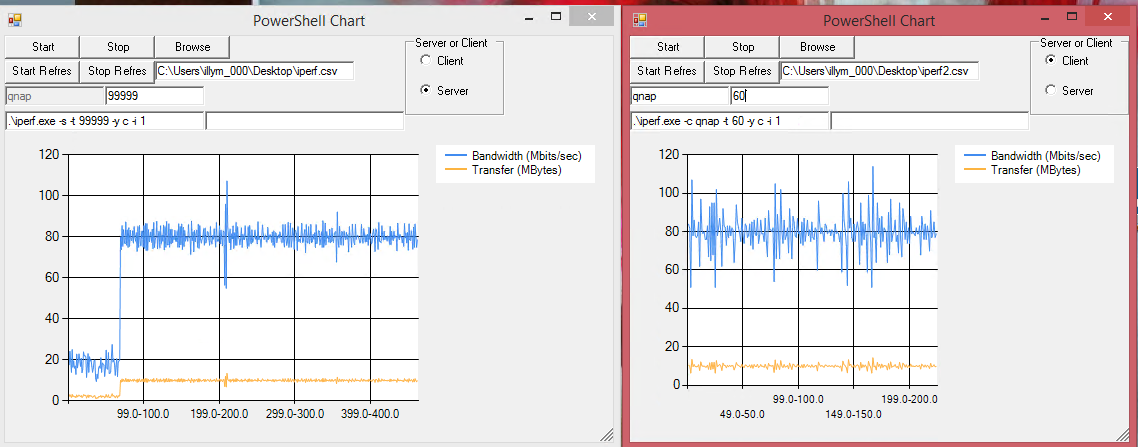 PowerShell Chart
Start Stop Browse
Server or Client
Start Refres Stop Refres C:\Users\illym_000\Desktop\iperf.csv
Client
qnap 99999
Server
.\iperf.exe -s -t 99999 -y c -i 1
Bandwidth (Mbits/sec)
Transfer (MBytes)
120
100
80
60
40
20
0
99.0-100.0 199.0-200.0 299.0-300.0 399.0-400.0
PowerShell Chart
Start Stop Browse
Server or Client
Start Refres Stop Refres C:\Users\illym_000\Desktop\iperf2.csv
Client
qnap 60
Server
.\iperf.exe -c qnap -t 60 -y c -i 1
Bandwidth (Mbits/sec)
Transfer (MBytes)
120
100
80
60
40
20
0
99.0-100.0 199.0-200.0
49.0-50.0 149.0-150.0